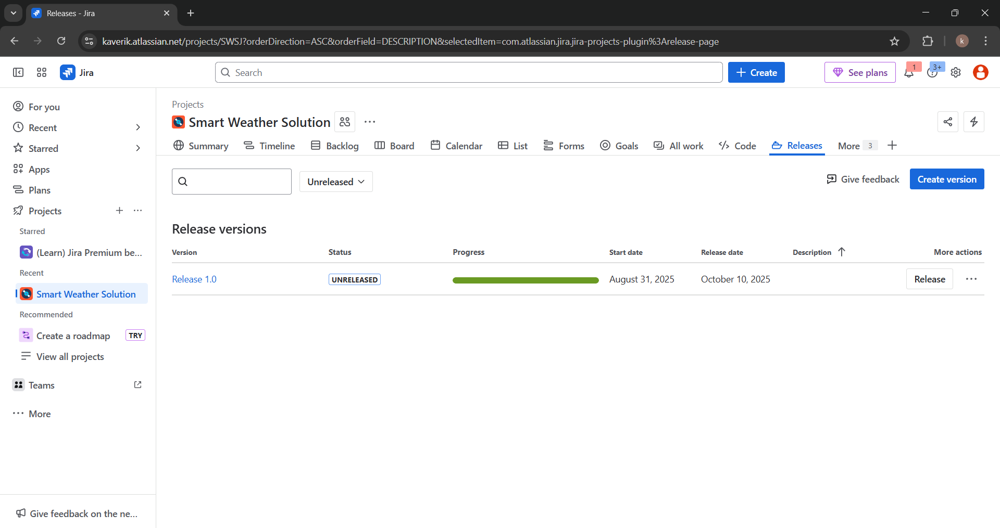 Releases - Jira
kaverik.atlassian.net/projects/SWSJ?orderDirection=ASC&orderField=DESCRIPTION&selectedItem=com.atlassian.jira.jira-projects-plugin%3Arelease-page
k
Jira
Search
Create
See plans
1
3+
For you
Recent
Starred
Apps
Plans
Projects
Starred
(Learn) Jira Premium be...
Recent
Smart Weather Solution
Recommended
Create a roadmap TRY
View all projects
Teams
More
Give feedback on the ne...
Projects
Smart Weather Solution
Summary Timeline Backlog Board Calendar List Forms Goals All work Code Releases More 3
Unreleased
Give feedback
Create version
Release versions
Version Status Progress Start date Release date Description More actions
Release 1.0 UNRELEASED August 31, 2025 October 10, 2025 Release